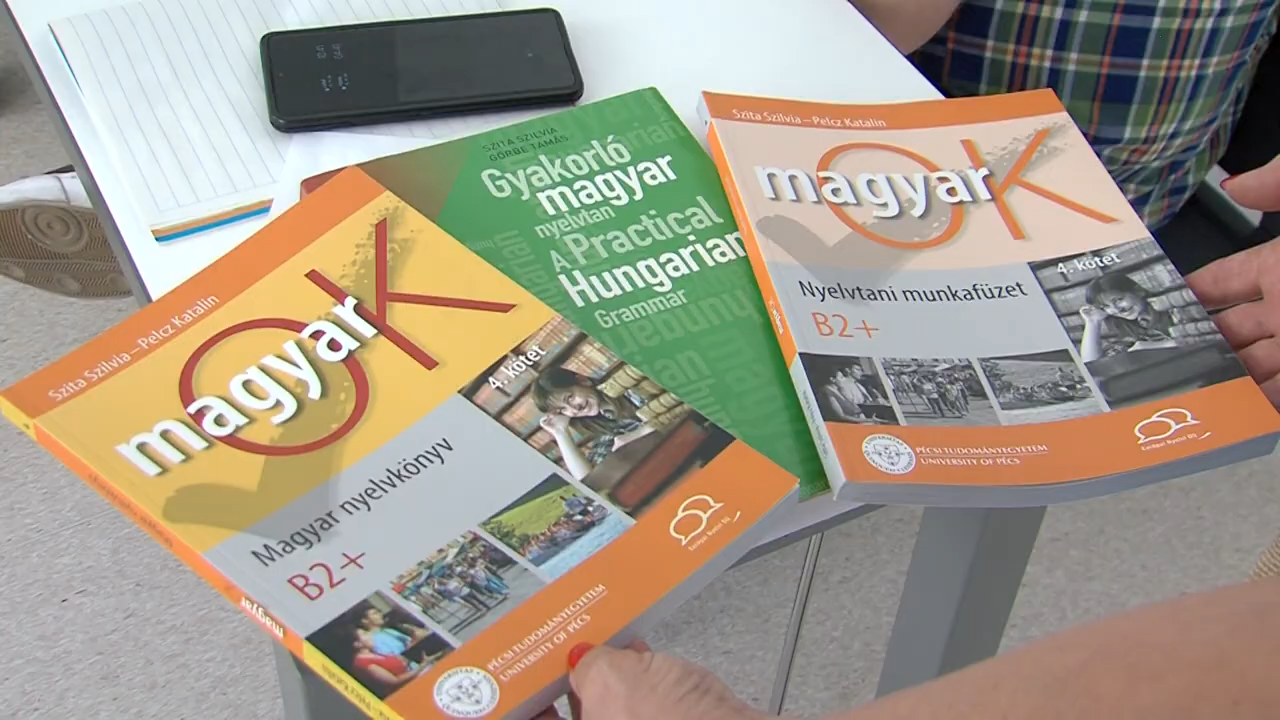 Szita Szilvia – Pelcz Katalin
magyar
OK
4. kötet
Magyar nyelvkönyv
B2+
PÉCSI TUDOMÁNYEGYETEM
UNIVERSITY OF PÉCS
magyar
SZITA SZILVIA
GÖRBE TAMÁS
Gyakorló
magyar
nyelvtan
A Practical
Hungarian
Grammar
Szita Szilvia – Pelcz Katalin
magyar
OK
4. kötet
Nyelvtani munkafüzet
B2+
PÉCSI TUDOMÁNYEGYETEM
UNIVERSITY OF PÉCS